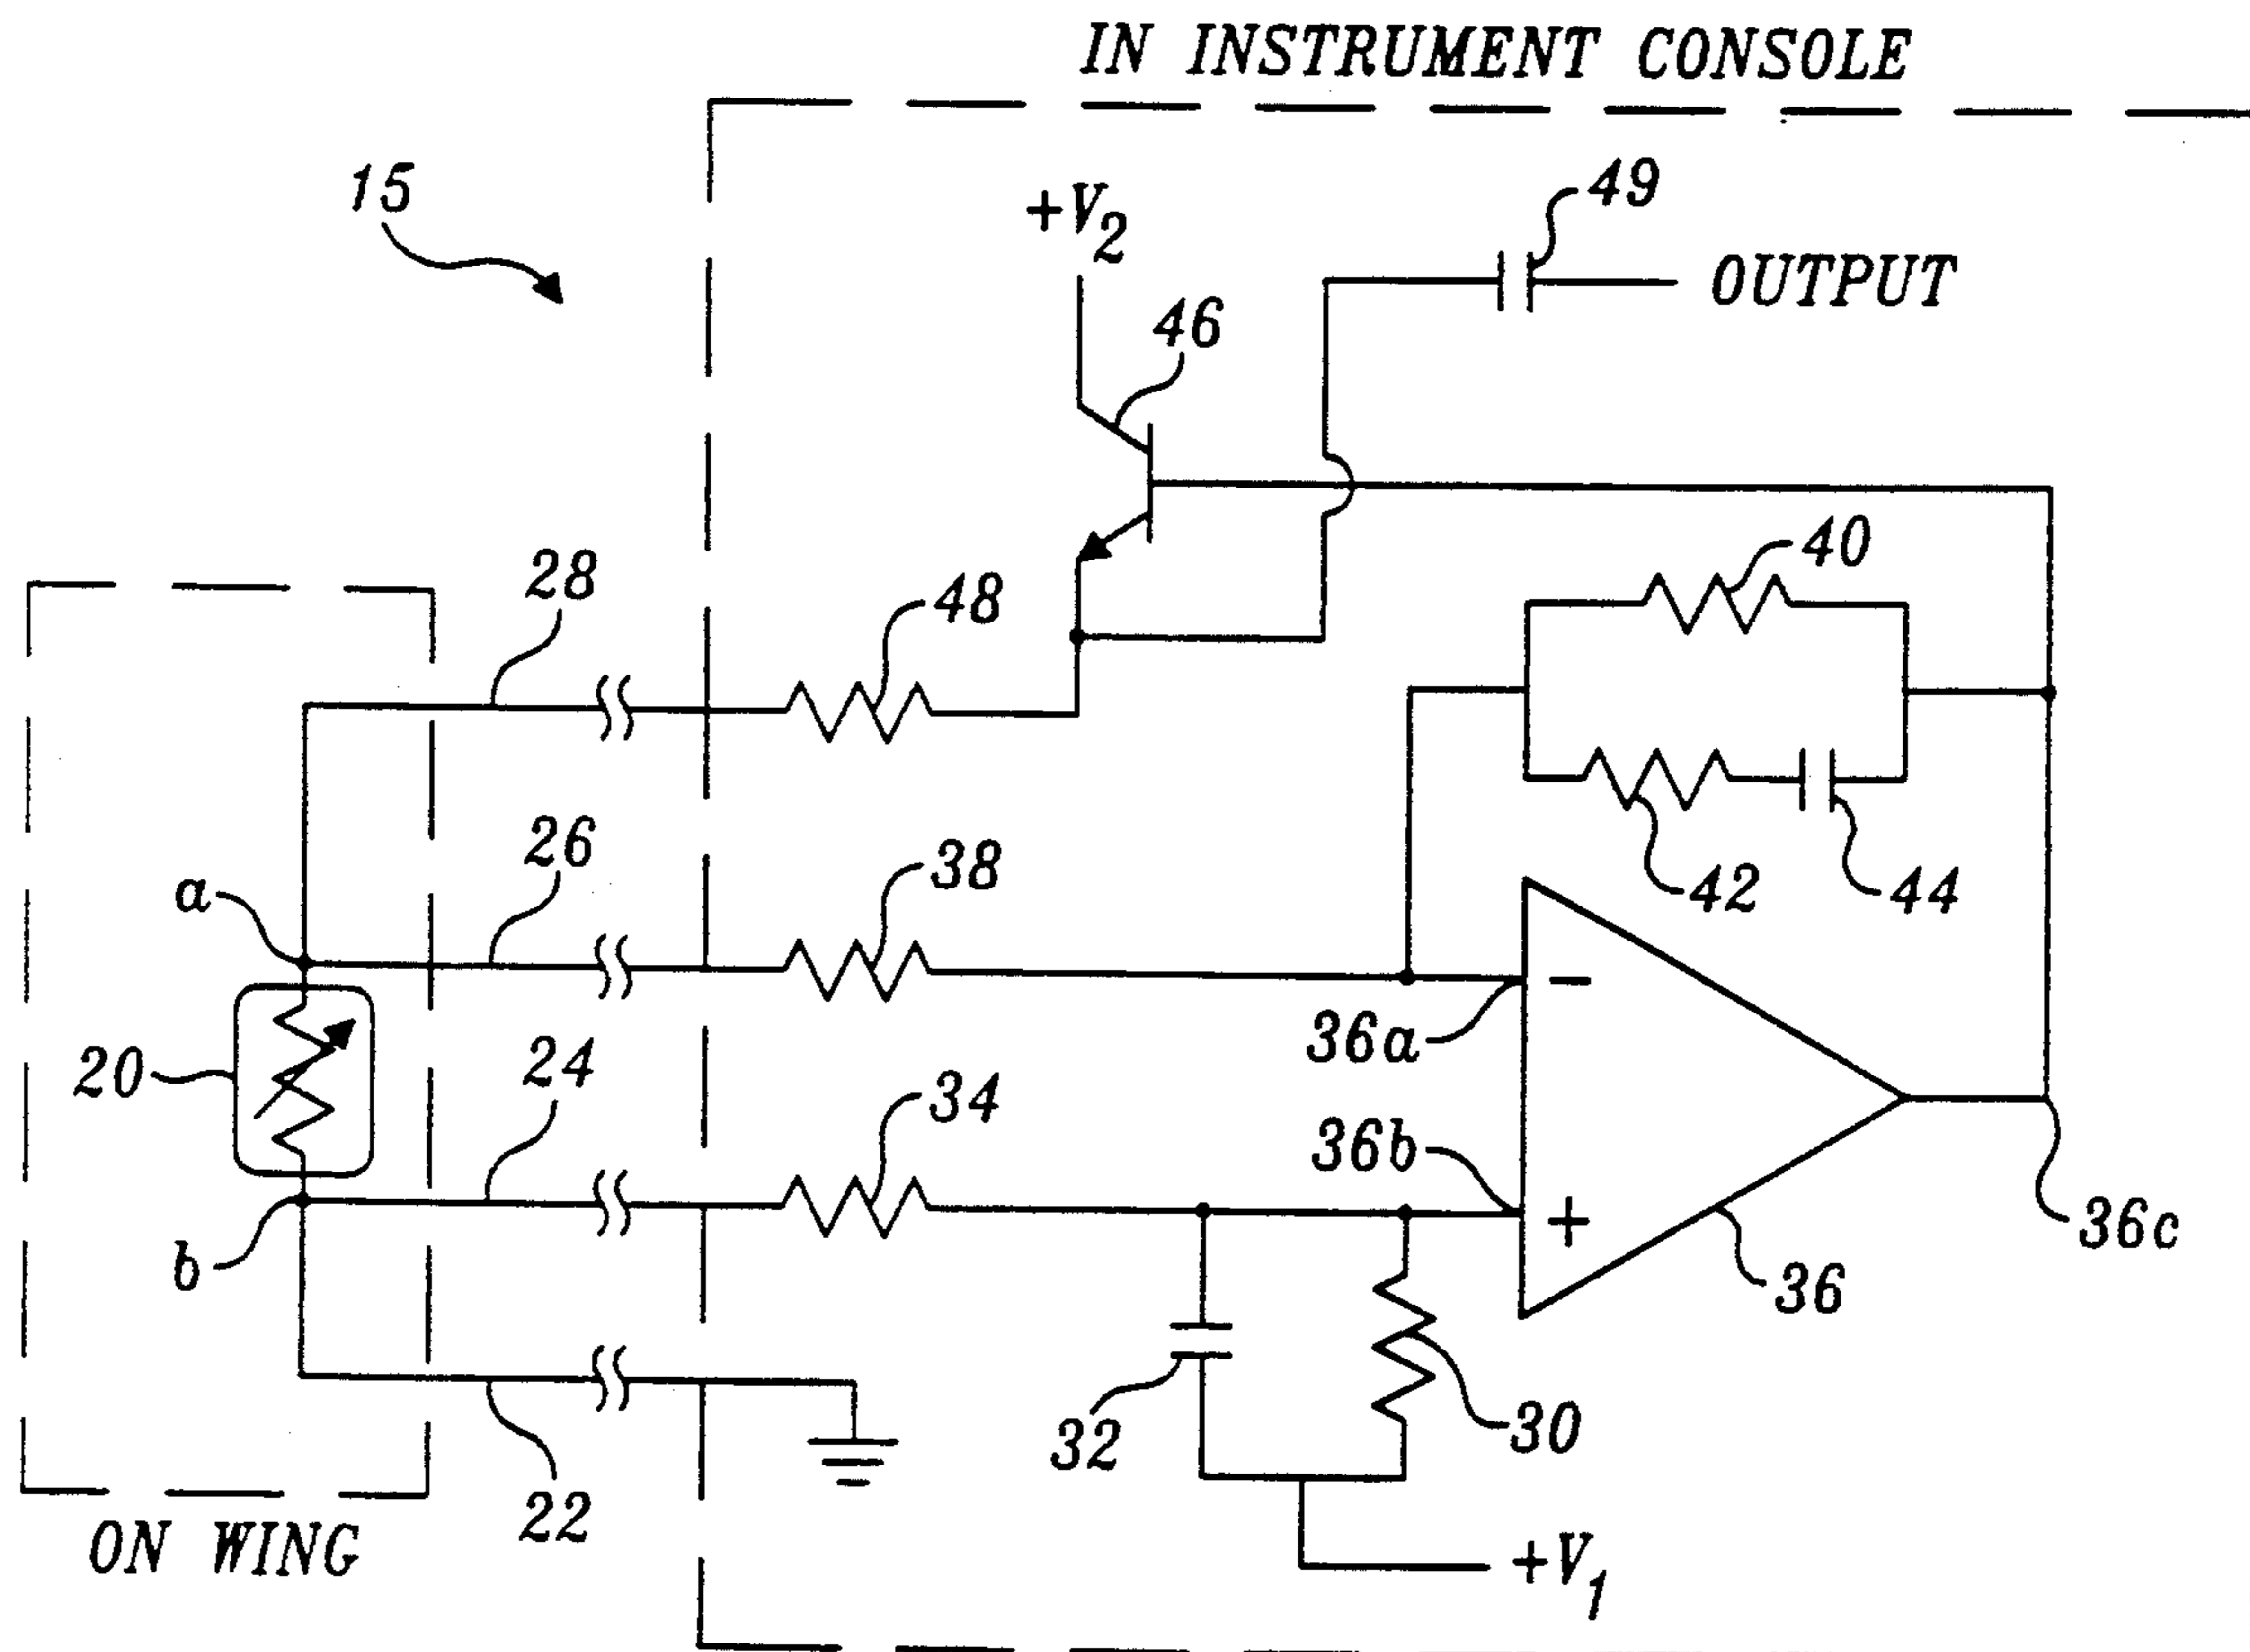 IN INSTRUMENT CONSOLE
15
+V2
49
OUTPUT
46
40
28
48
26
38
42
44
a
36a
20
24
34
36b
+
−
36c
b
36
32
30
22
ON WING
+V1